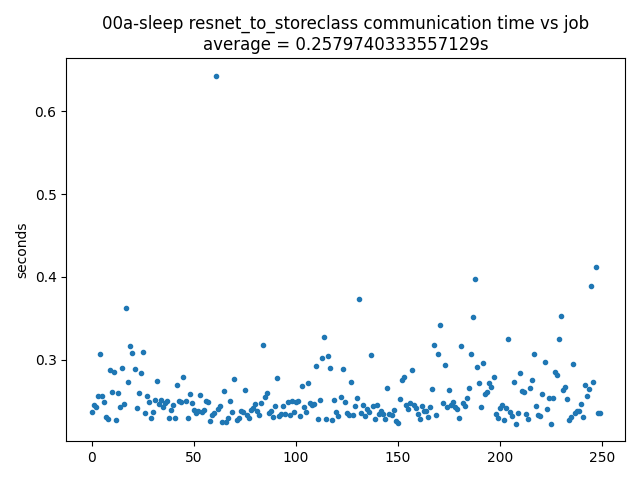 00a-sleep resnet_to_storeclass communication time vs job
average = 0.2579740333557129s
seconds
0.6
0.5
0.4
0.3
0 50 100 150 200 250